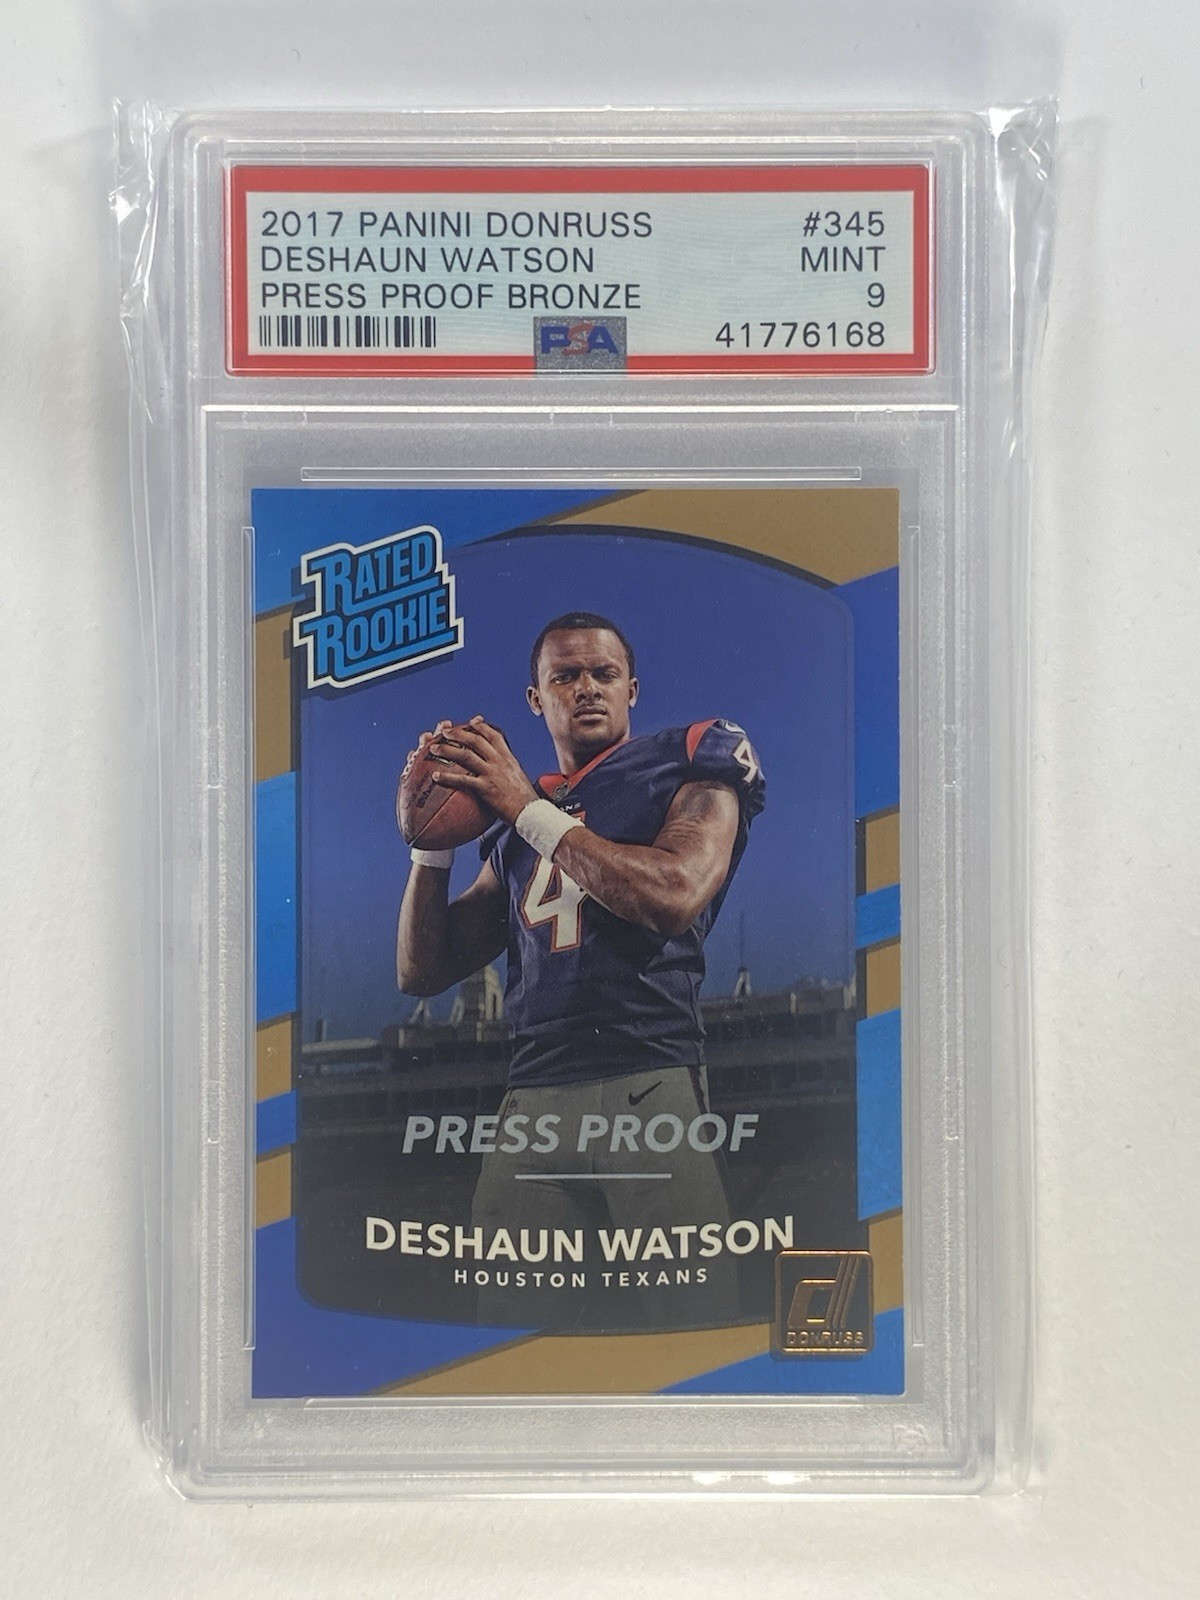 2017 PANINI DONRUSS #345
DESHAUN WATSON MINT
PRESS PROOF BRONZE 9
PSA 41776168
RATED
ROOKIE
4
4
PRESS PROOF
DESHAUN WATSON
HOUSTON TEXANS
d
DONRUSS